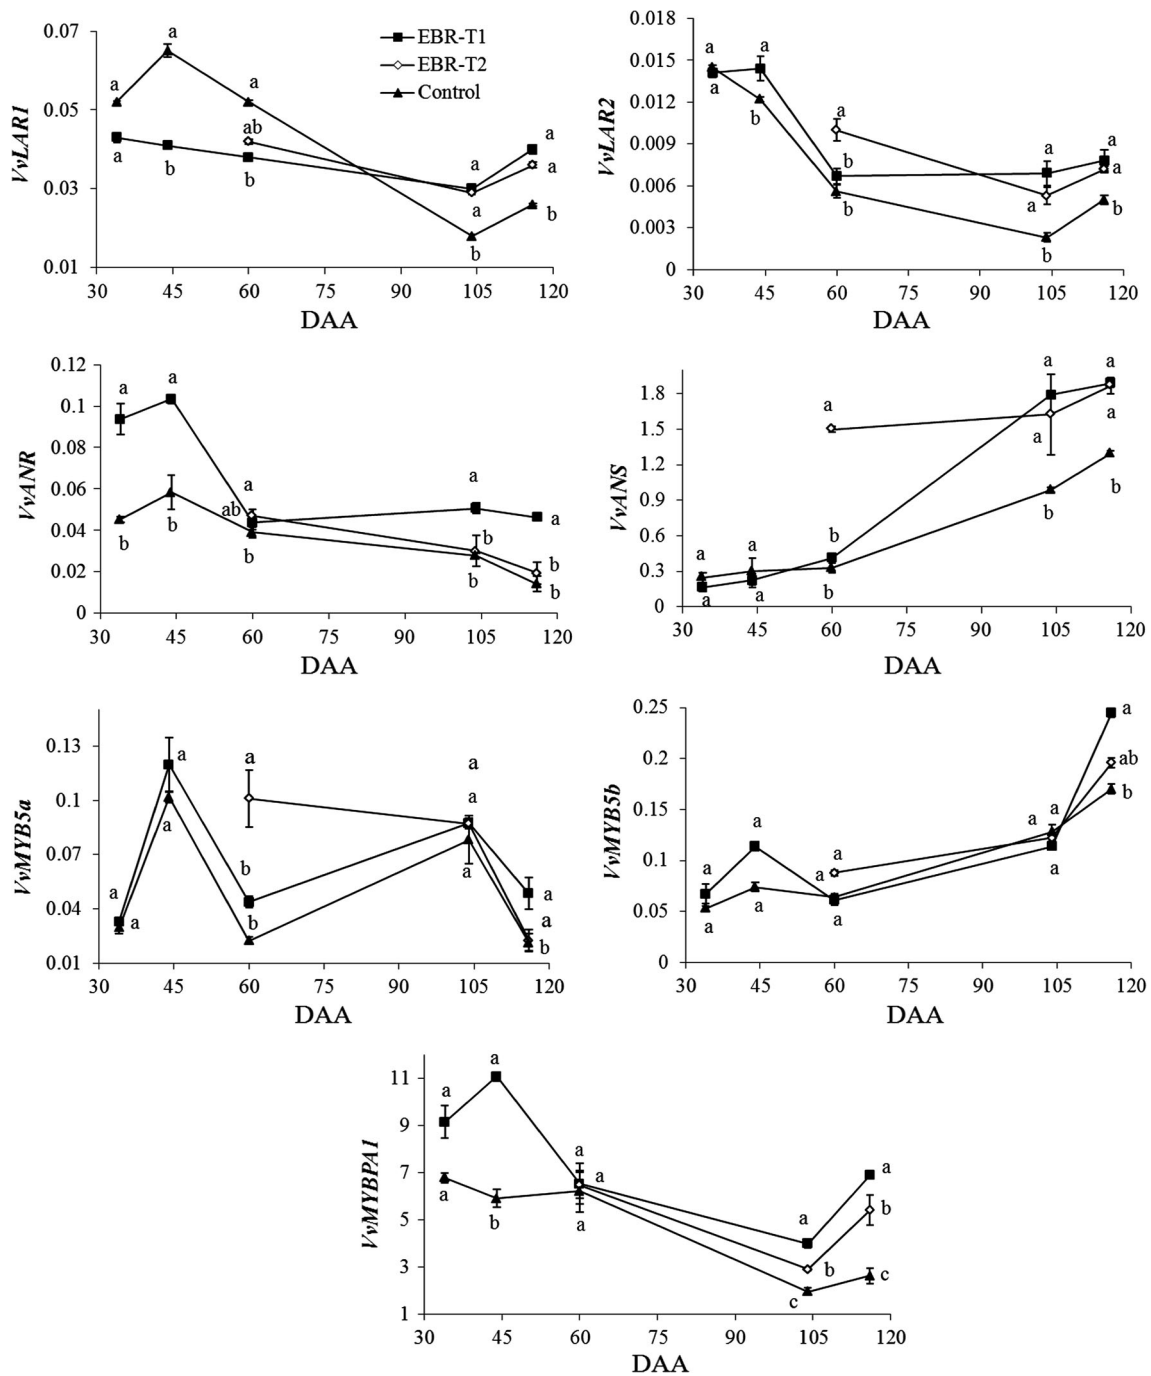 VvLAR1
0.07
0.05
0.03
0.01
30 45 60 75 90 105 120
DAA
EBR-T1
EBR-T2
Control
a a a
ab
a b b
a a b
a a b
VvLAR2
0.018
0.015
0.012
0.009
0.006
0.003
0
30 45 60 75 90 105 120
DAA
a a a
a b b b
a a b
a a b
VvANR
0.12
0.1
0.08
0.06
0.04
0.02
0
30 45 60 75 90 105 120
DAA
a a a
ab
b b b
a b b
a b b
VvANS
1.8
1.5
1.2
0.9
0.6
0.3
0
30 45 60 75 90 105 120
DAA
a a a
a a b b
a a b
a a b
VvMYB5a
0.13
0.1
0.07
0.04
0.01
30 45 60 75 90 105 120
DAA
a a a
a a b b
a a a
a a b
VvMYB5b
0.25
0.2
0.15
0.1
0.05
0
30 45 60 75 90 105 120
DAA
a a a
a a a a
a a a
a ab b
VvMYBPA1
11
9
7
5
3
1
30 45 60 75 90 105 120
DAA
a a a
a b a a
a b c
a b c